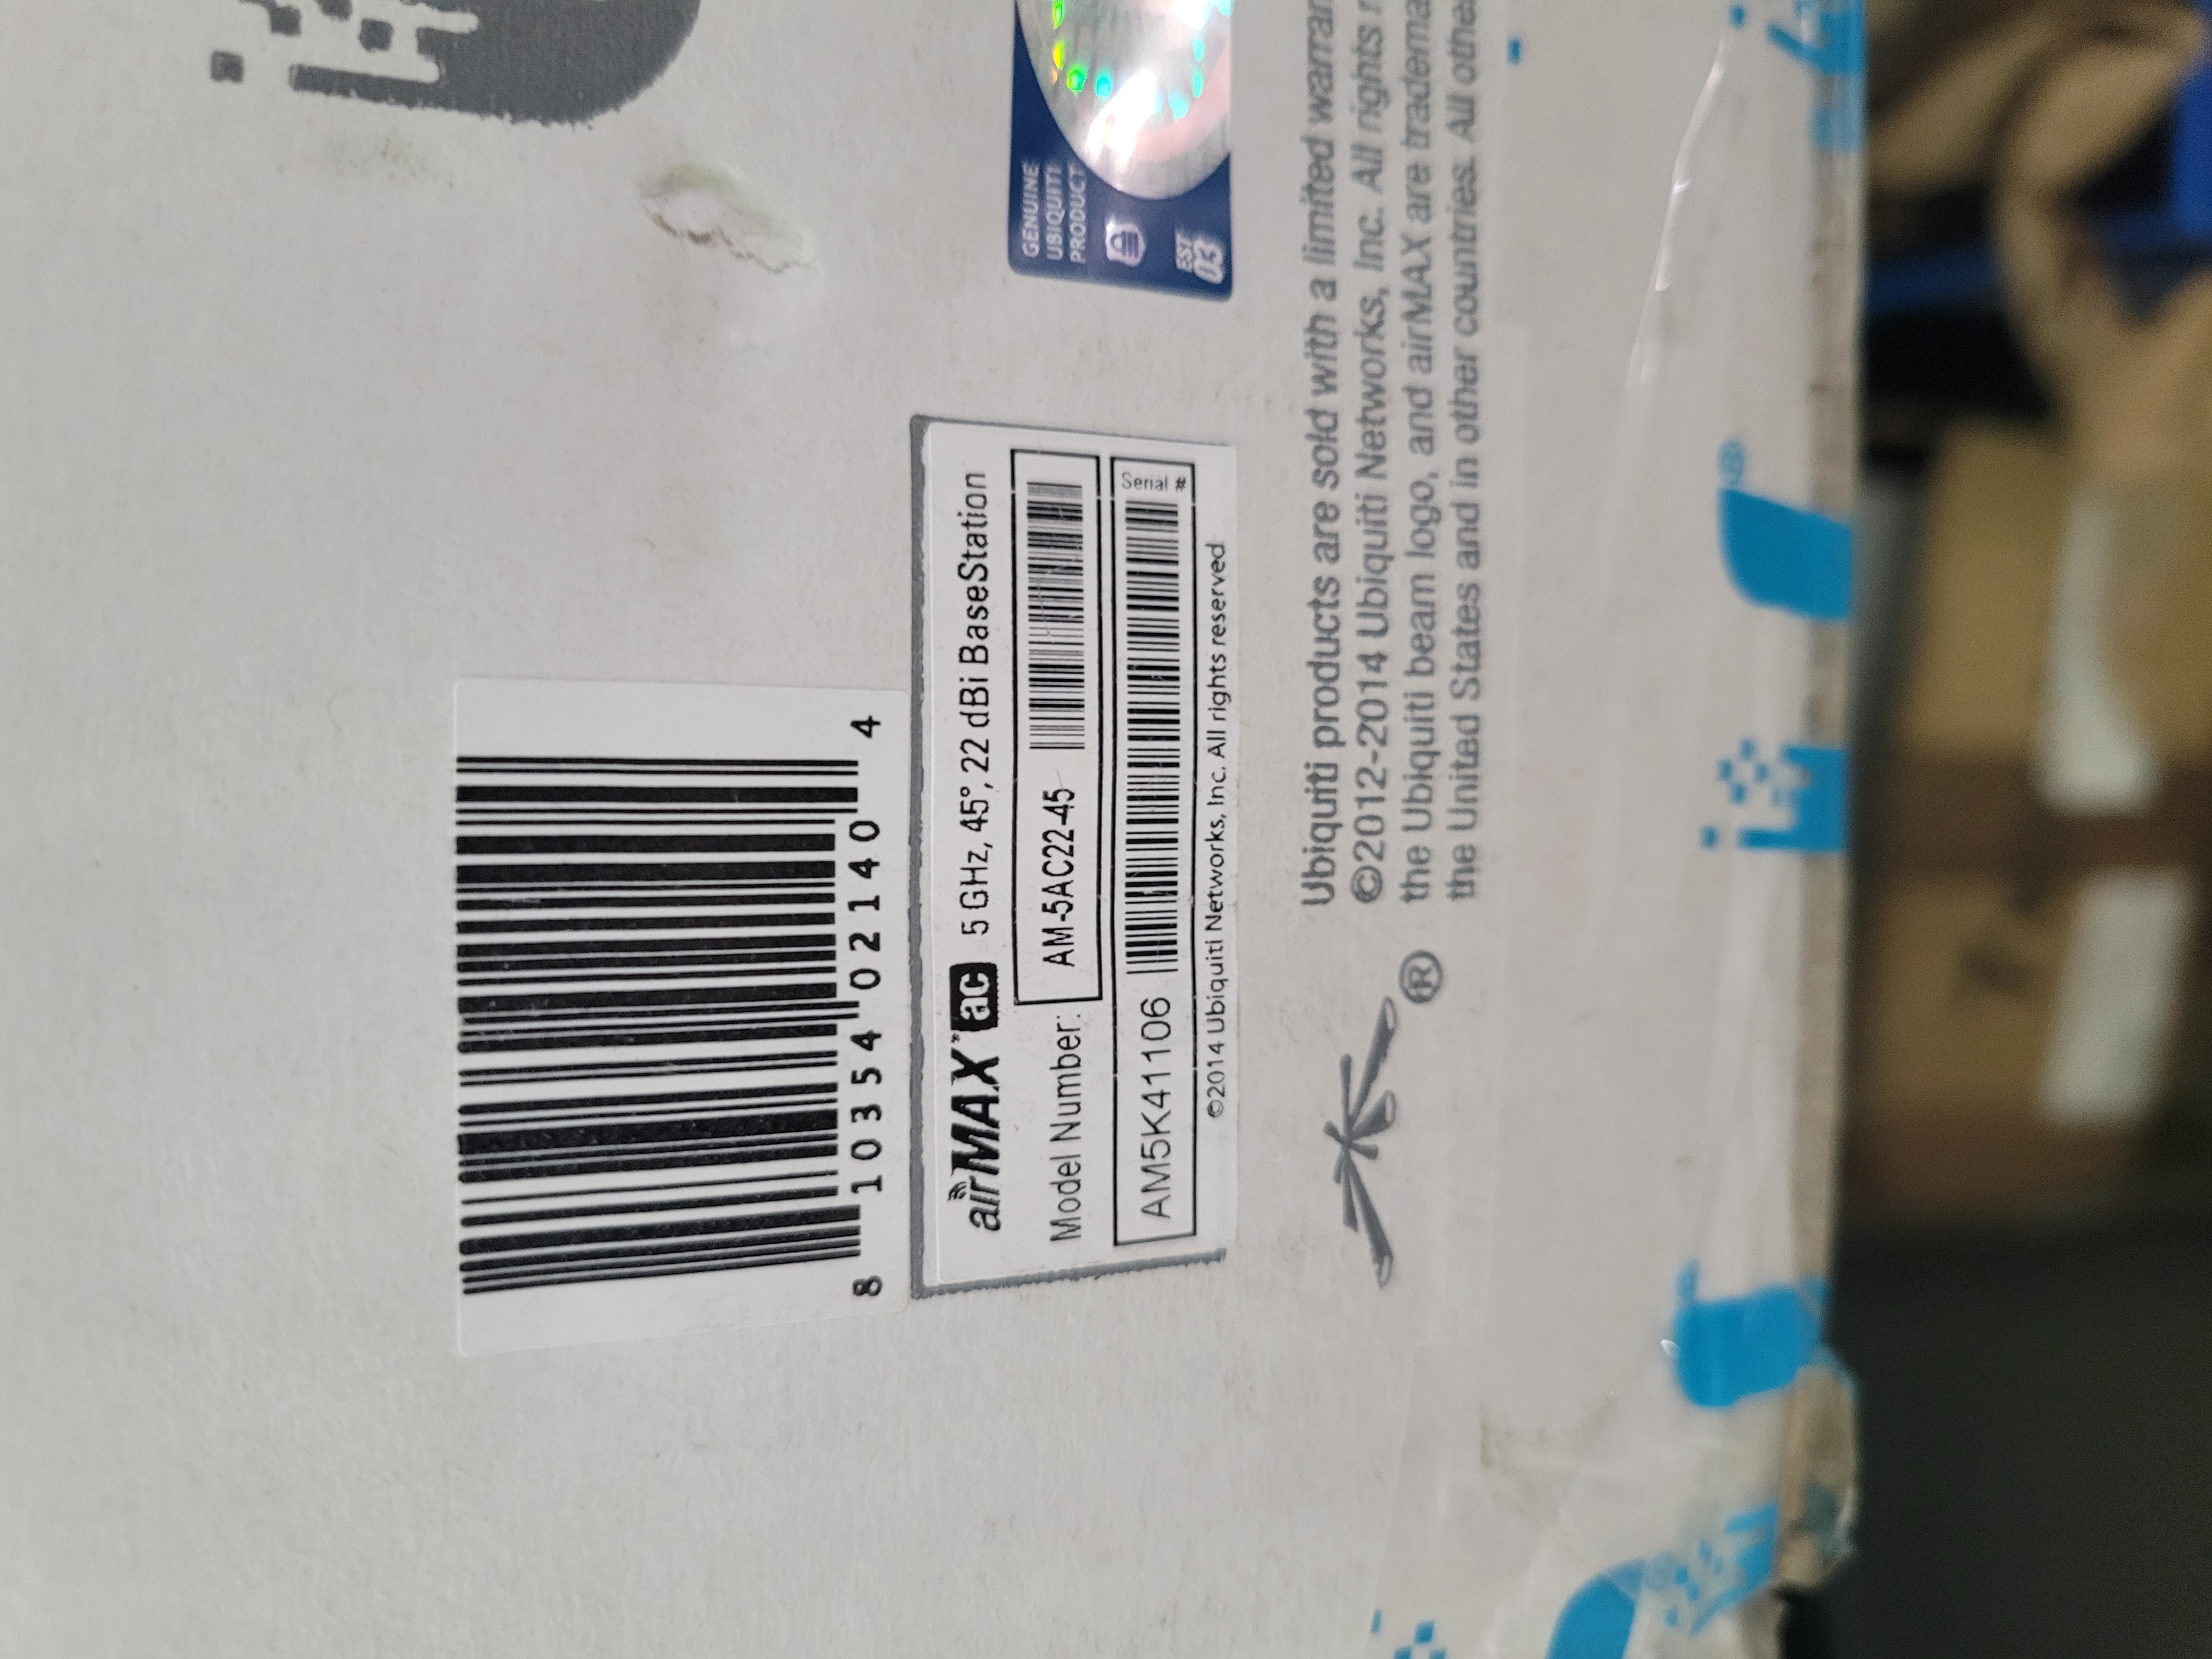 8 10354 02140 4
airMAX ac 5 GHz, 45°, 22 dBi BaseStation
Model Number: AM-5AC22-45
AM5K41106 Serial #
©2014 Ubiquiti Networks, Inc. All rights reserved
GENUINE
UBIQUITI
PRODUCT
EST
03
Ubiquiti products are sold with a limited
©2012-2014 Ubiquiti Networks, Inc. All rights
the Ubiquiti beam logo, and airMAX are
the United States and in other countries. All
®